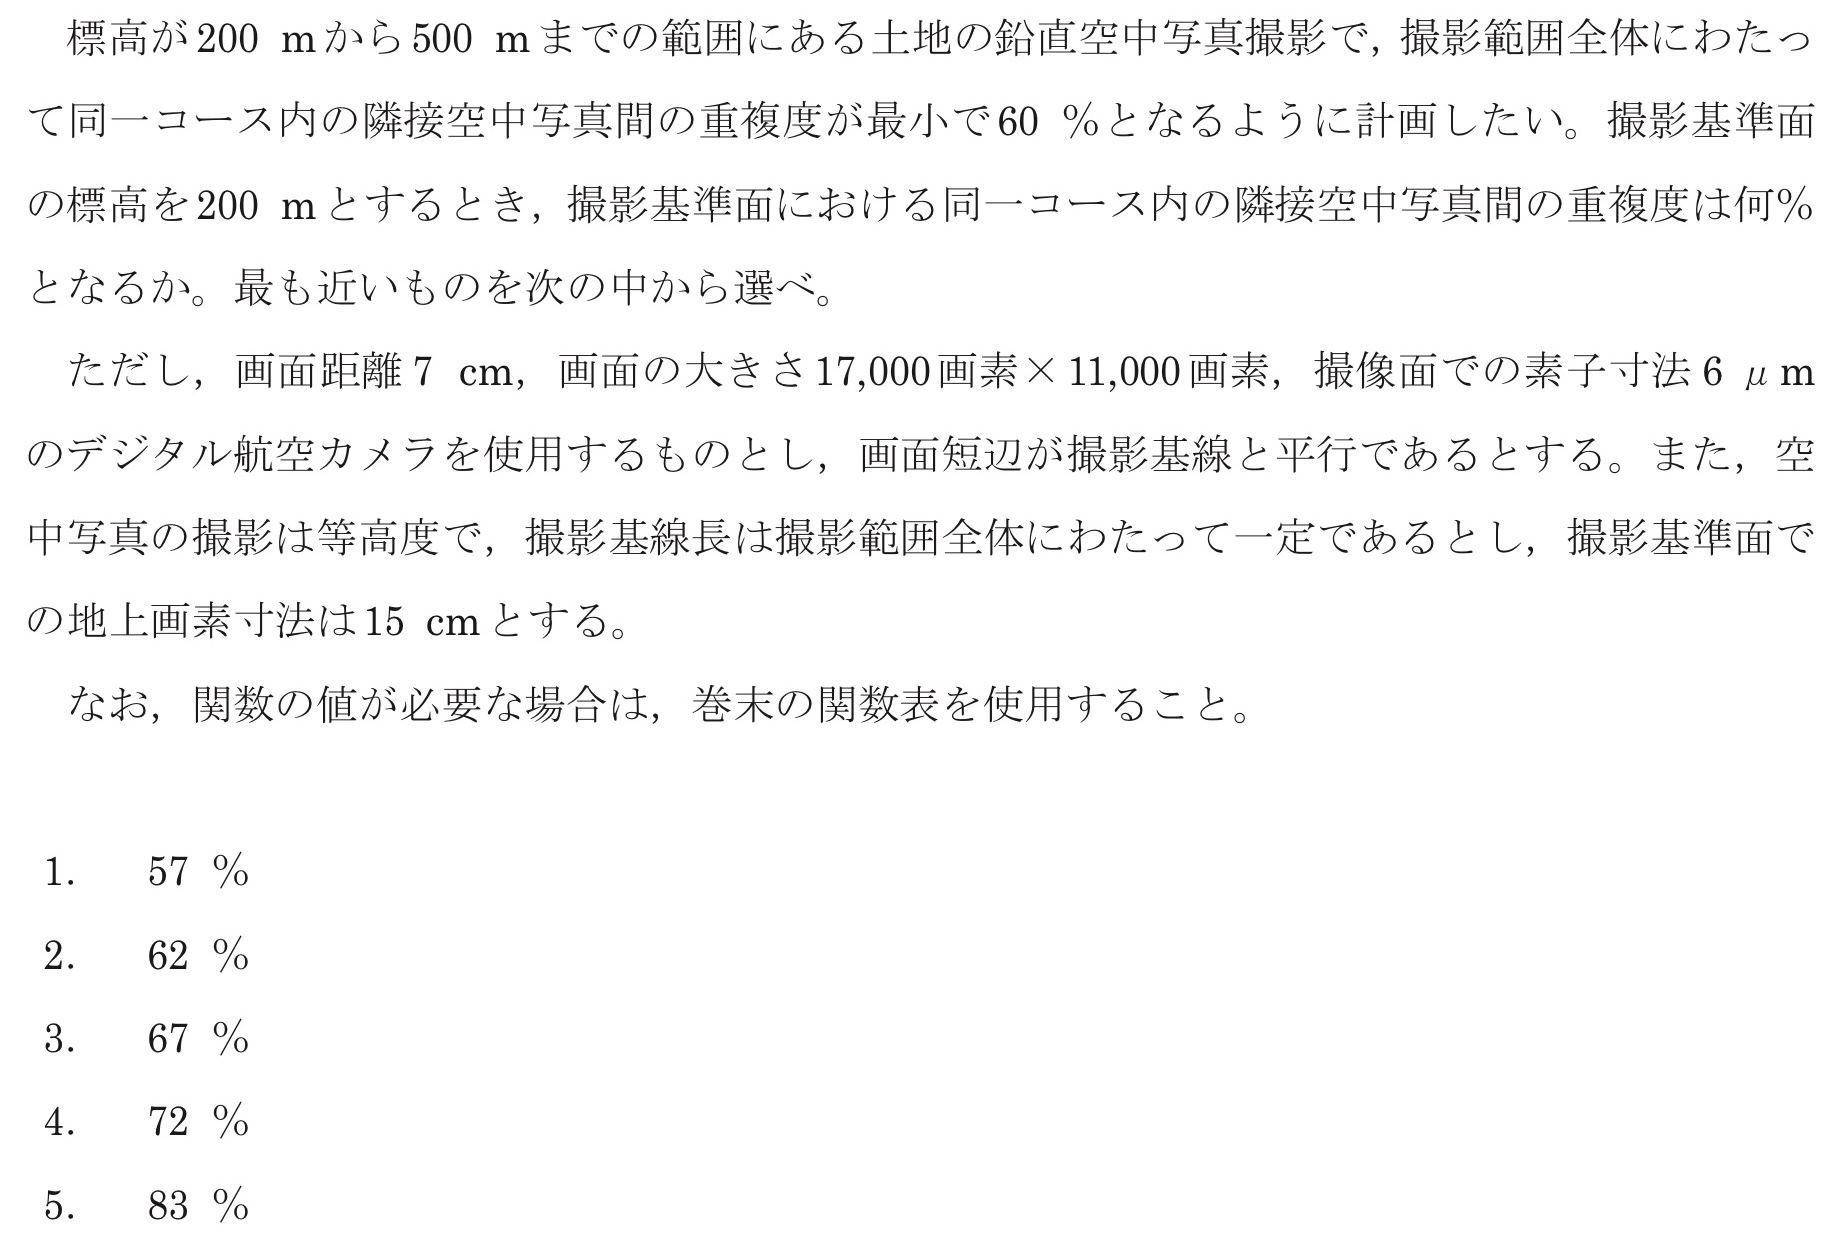 標高が200 mから500 mまでの範囲にある土地の鉛直空中写真撮影で，撮影範囲全体にわたっ
て同一コース内の隣接空中写真間の重複度が最小で60 %となるように計画したい。撮影基準面
の標高を200 mとするとき，撮影基準面における同一コース内の隣接空中写真間の重複度は何%
となるか。最も近いものを次の中から選べ。
ただし，画面距離7 cm，画面の大きさ17,000画素×11,000画素，撮像面での素子寸法6 μm
のデジタル航空カメラを使用するものとし，画面短辺が撮影基線と平行であるとする。また，空
中写真の撮影は等高度で，撮影基線長は撮影範囲全体にわたって一定であるとし，撮影基準面で
の地上画素寸法は15 cmとする。
なお，関数の値が必要な場合は，巻末の関数表を使用すること。
1. 57 %
2. 62 %
3. 67 %
4. 72 %
5. 83 %